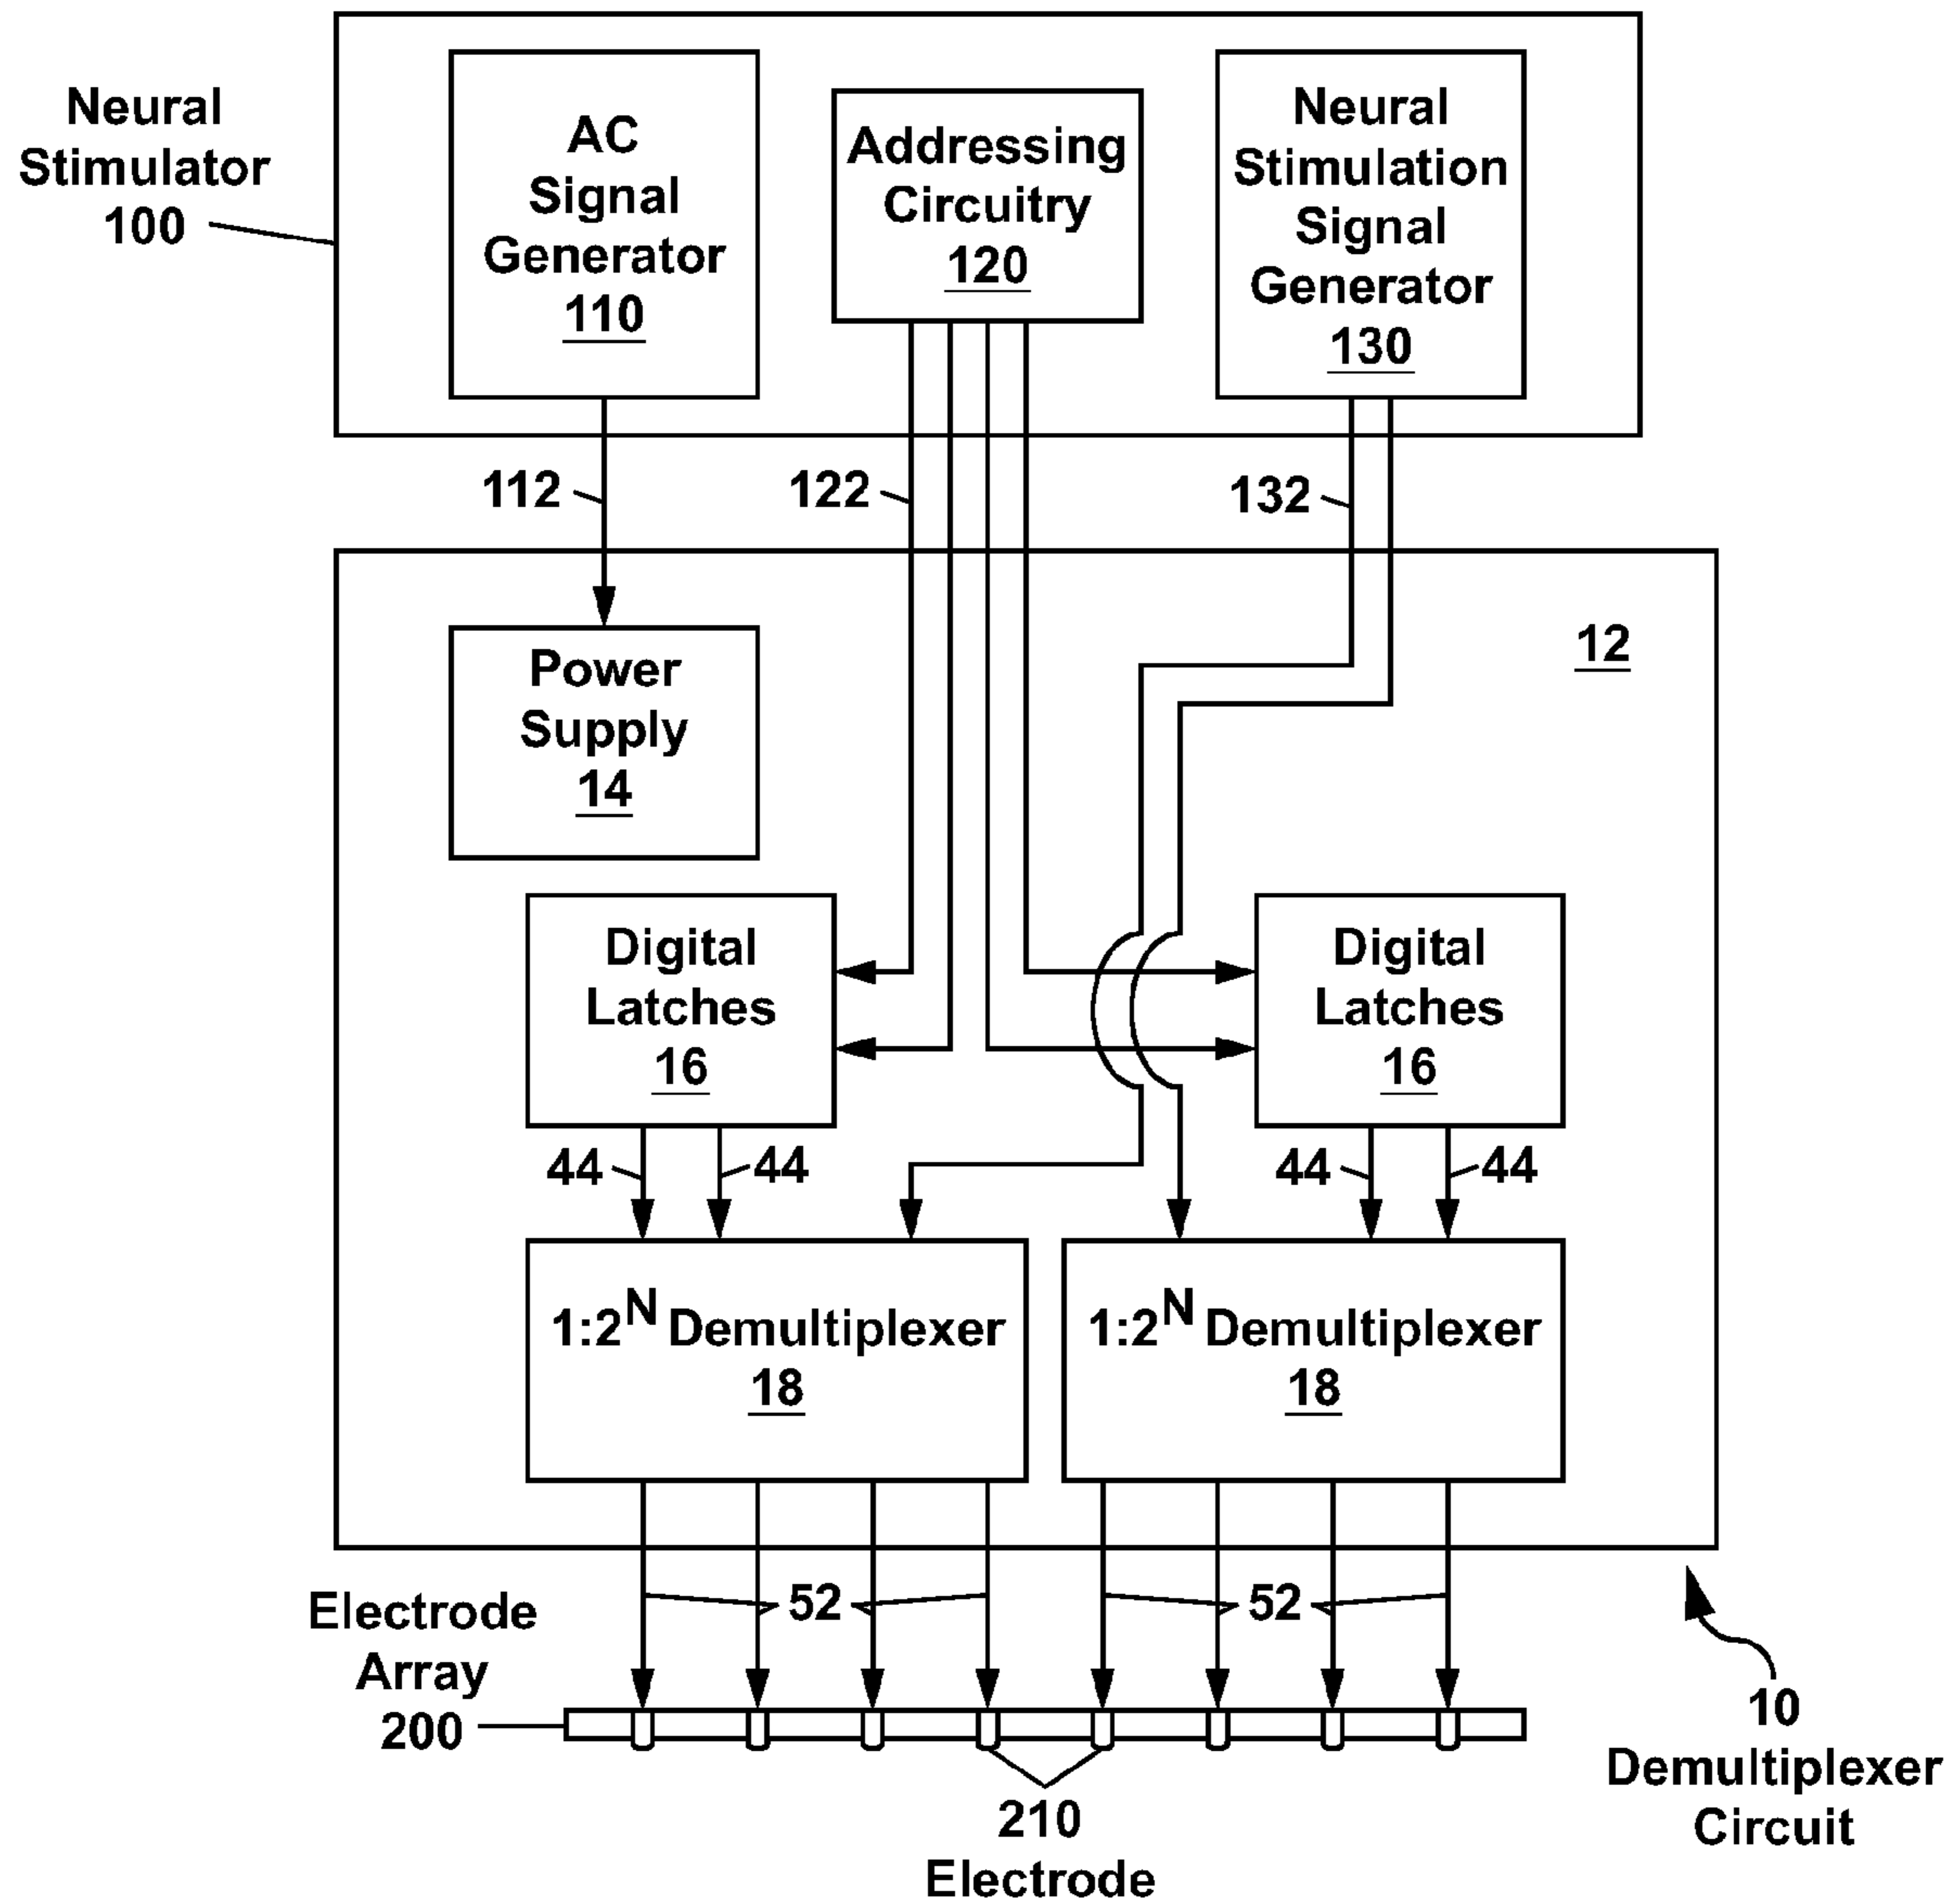 Neural
Stimulator
100
AC
Signal
Generator
110
Addressing
Circuitry
120
Neural
Stimulation
Signal
Generator
130
112
122
132
12
Power
Supply
14
Digital
Latches
16
Digital
Latches
16
44
44
44
44
1:2^N Demultiplexer
18
1:2^N Demultiplexer
18
52
52
Electrode
Array
200
210
Electrode
10
Demultiplexer
Circuit